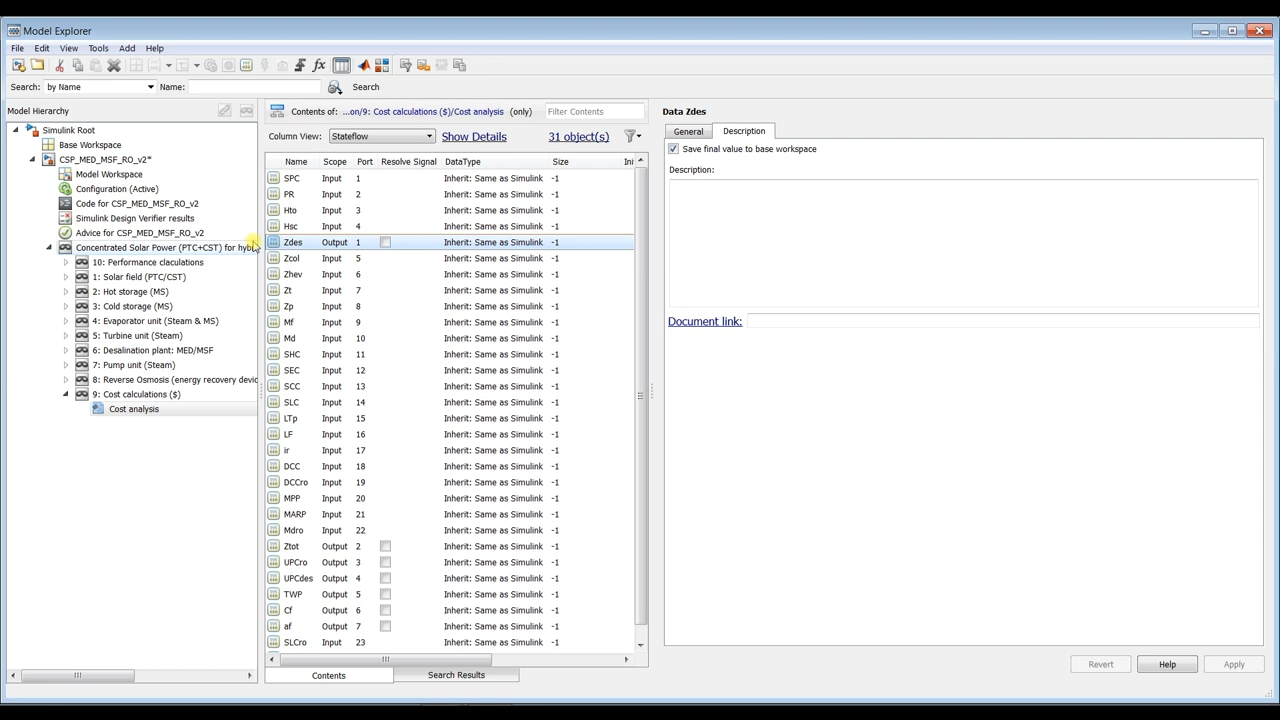 Model Explorer
File Edit View Tools Add Help
Search: by Name Name: Search
Model Hierarchy
Simulink Root
Base Workspace
CSP_MED_MSF_RO_v2*
Model Workspace
Configuration (Active)
Code for CSP_MED_MSF_RO_v2
Simulink Design Verifier results
Advice for CSP_MED_MSF_RO_v2
Concentrated Solar Power (PTC+CST) for hyb
10: Performance claculations
1: Solar field (PTC/CST)
2: Hot storage (MS)
3: Cold storage (MS)
4: Evaporator unit (Steam & MS)
5: Turbine unit (Steam)
6: Desalination plant: MED/MSF
7: Pump unit (Steam)
8: Reverse Osmosis (energy recovery devic
9: Cost calculations ($)
Cost analysis
Contents of: ...on/9: Cost calculations ($)/Cost analysis (only) Filter Contents
Column View: Stateflow Show Details 31 object(s)
Name Scope Port Resolve Signal DataType Size Ini
SPC Input 1 Inherit: Same as Simulink -1
PR Input 2 Inherit: Same as Simulink -1
Hto Input 3 Inherit: Same as Simulink -1
Hsc Input 4 Inherit: Same as Simulink -1
Zdes Output 1 Inherit: Same as Simulink -1
Zcol Input 5 Inherit: Same as Simulink -1
Zhev Input 6 Inherit: Same as Simulink -1
Zt Input 7 Inherit: Same as Simulink -1
Zp Input 8 Inherit: Same as Simulink -1
Mf Input 9 Inherit: Same as Simulink -1
Md Input 10 Inherit: Same as Simulink -1
SHC Input 11 Inherit: Same as Simulink -1
SEC Input 12 Inherit: Same as Simulink -1
SCC Input 13 Inherit: Same as Simulink -1
SLC Input 14 Inherit: Same as Simulink -1
LTp Input 15 Inherit: Same as Simulink -1
LF Input 16 Inherit: Same as Simulink -1
ir Input 17 Inherit: Same as Simulink -1
DCC Input 18 Inherit: Same as Simulink -1
DCCro Input 19 Inherit: Same as Simulink -1
MPP Input 20 Inherit: Same as Simulink -1
MARP Input 21 Inherit: Same as Simulink -1
Mdro Input 22 Inherit: Same as Simulink -1
Ztot Output 2 Inherit: Same as Simulink -1
UPCro Output 3 Inherit: Same as Simulink -1
UPCdes Output 4 Inherit: Same as Simulink -1
TWP Output 5 Inherit: Same as Simulink -1
Cf Output 6 Inherit: Same as Simulink -1
af Output 7 Inherit: Same as Simulink -1
SLCro Input 23 Inherit: Same as Simulink -1
Contents Search Results
Data Zdes
General Description
Save final value to base workspace
Description:
Document link:
Revert Help Apply